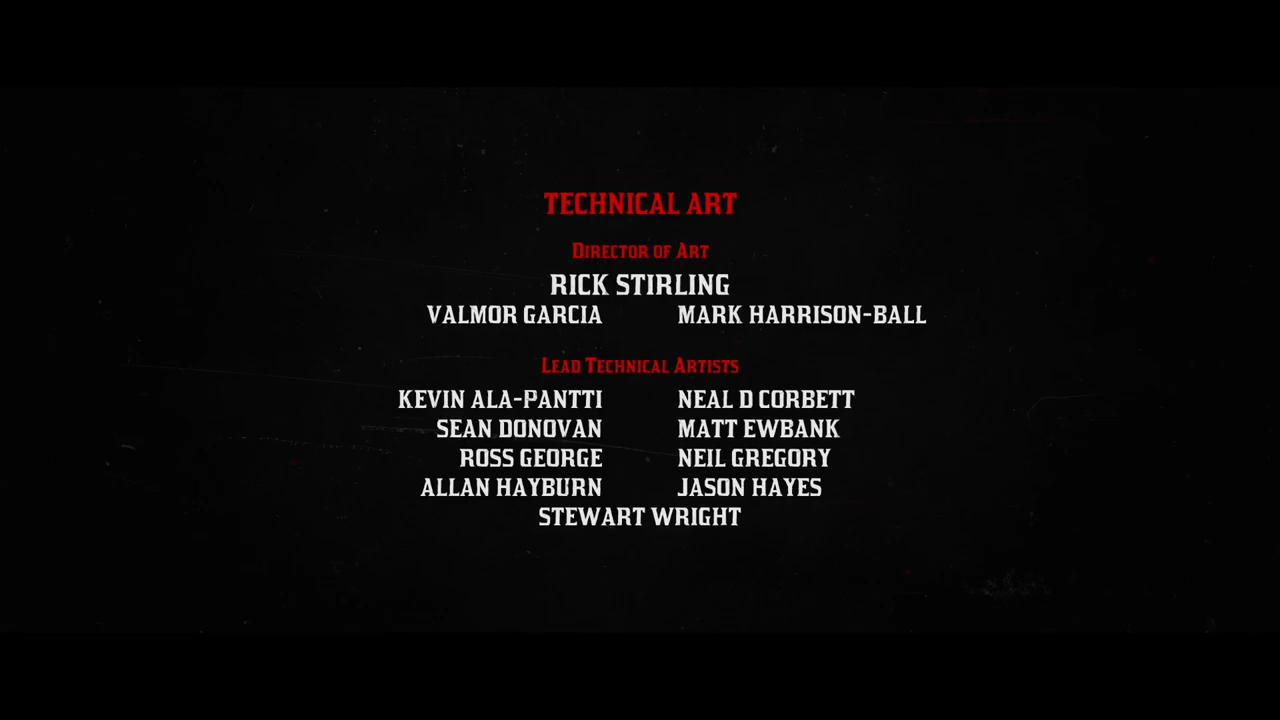 TECHNICAL ART
DIRECTOR OF ART
RICK STIRLING
VALMOR GARCIA MARK HARRISON-BALL
LEAD TECHNICAL ARTISTS
KEVIN ALA-PANTTI NEAL D CORBETT
SEAN DONOVAN MATT EWBANK
ROSS GEORGE NEIL GREGORY
ALLAN HAYBURN JASON HAYES
STEWART WRIGHT